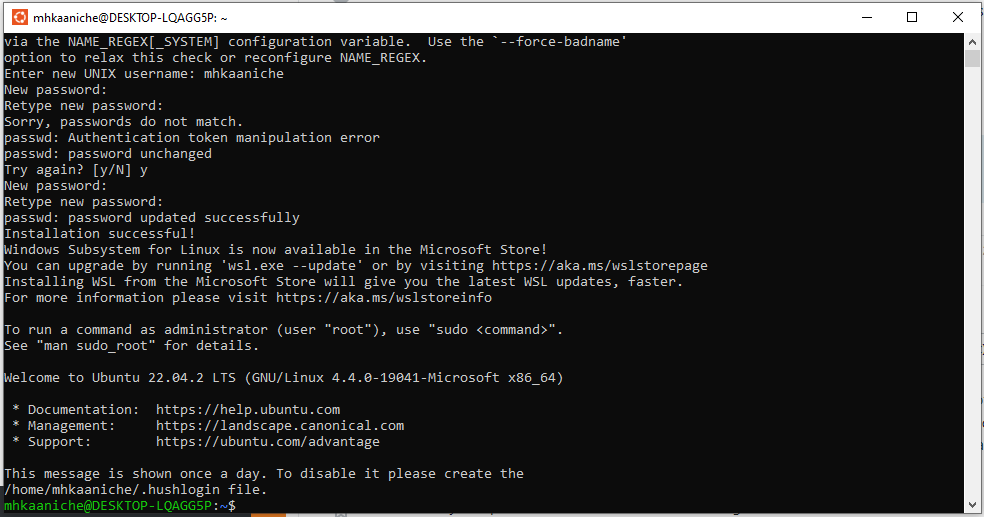 mhkaaniche@DESKTOP-LQAGG5P: ~
via the NAME_REGEX[_SYSTEM] configuration variable.  Use the `--force-badname'
option to relax this check or reconfigure NAME_REGEX.
Enter new UNIX username: mhkaaniche
New password:
Retype new password:
Sorry, passwords do not match.
passwd: Authentication token manipulation error
passwd: password unchanged
Try again? [y/N] y
New password:
Retype new password:
passwd: password updated successfully
Installation successful!
Windows Subsystem for Linux is now available in the Microsoft Store!
You can upgrade by running 'wsl.exe --update' or by visiting https://aka.ms/wslstorepage
Installing WSL from the Microsoft Store will give you the latest WSL updates, faster.
For more information please visit https://aka.ms/wslstoreinfo
To run a command as administrator (user "root"), use "sudo <command>".
See "man sudo_root" for details.
Welcome to Ubuntu 22.04.2 LTS (GNU/Linux 4.4.0-19041-Microsoft x86_64)
* Documentation:  https://help.ubuntu.com
* Management:     https://landscape.canonical.com
* Support:        https://ubuntu.com/advantage
This message is shown once a day. To disable it please create the
/home/mhkaaniche/.hushlogin file.
mhkaaniche@DESKTOP-LQAGG5P:~$